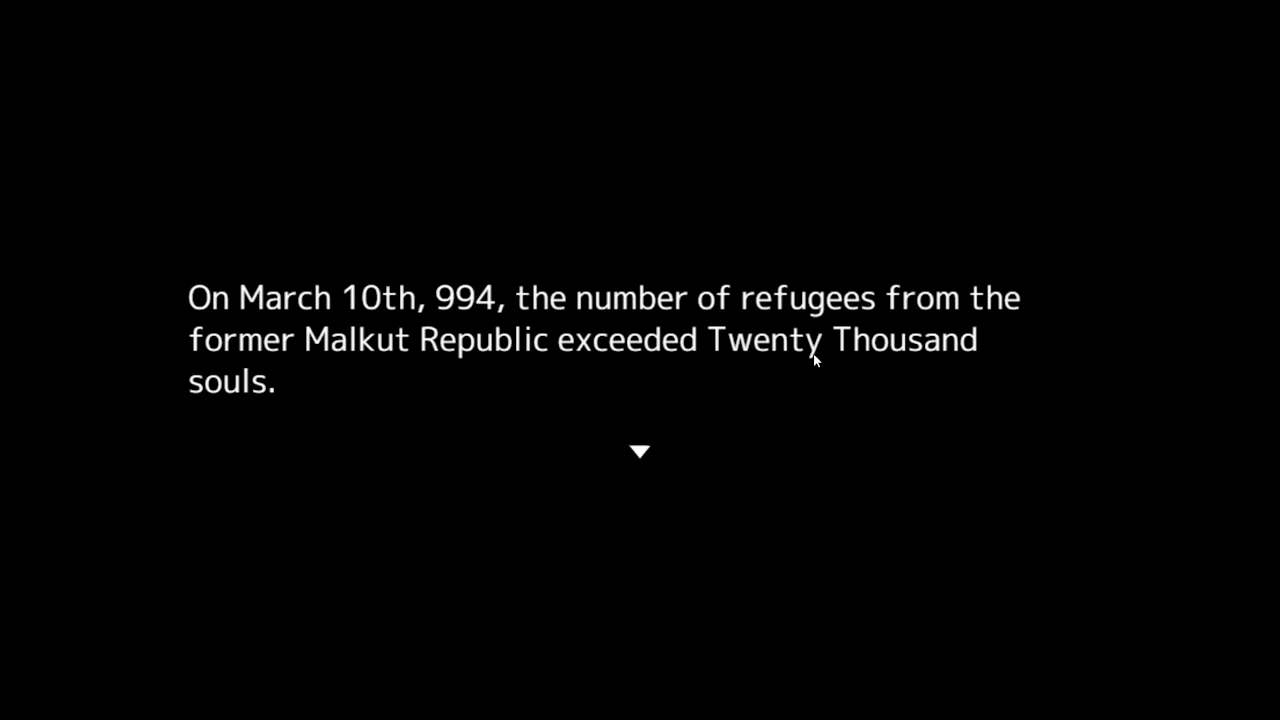 On March 10th, 994, the number of refugees from the
former Malkut Republic exceeded Twenty Thousand
souls.